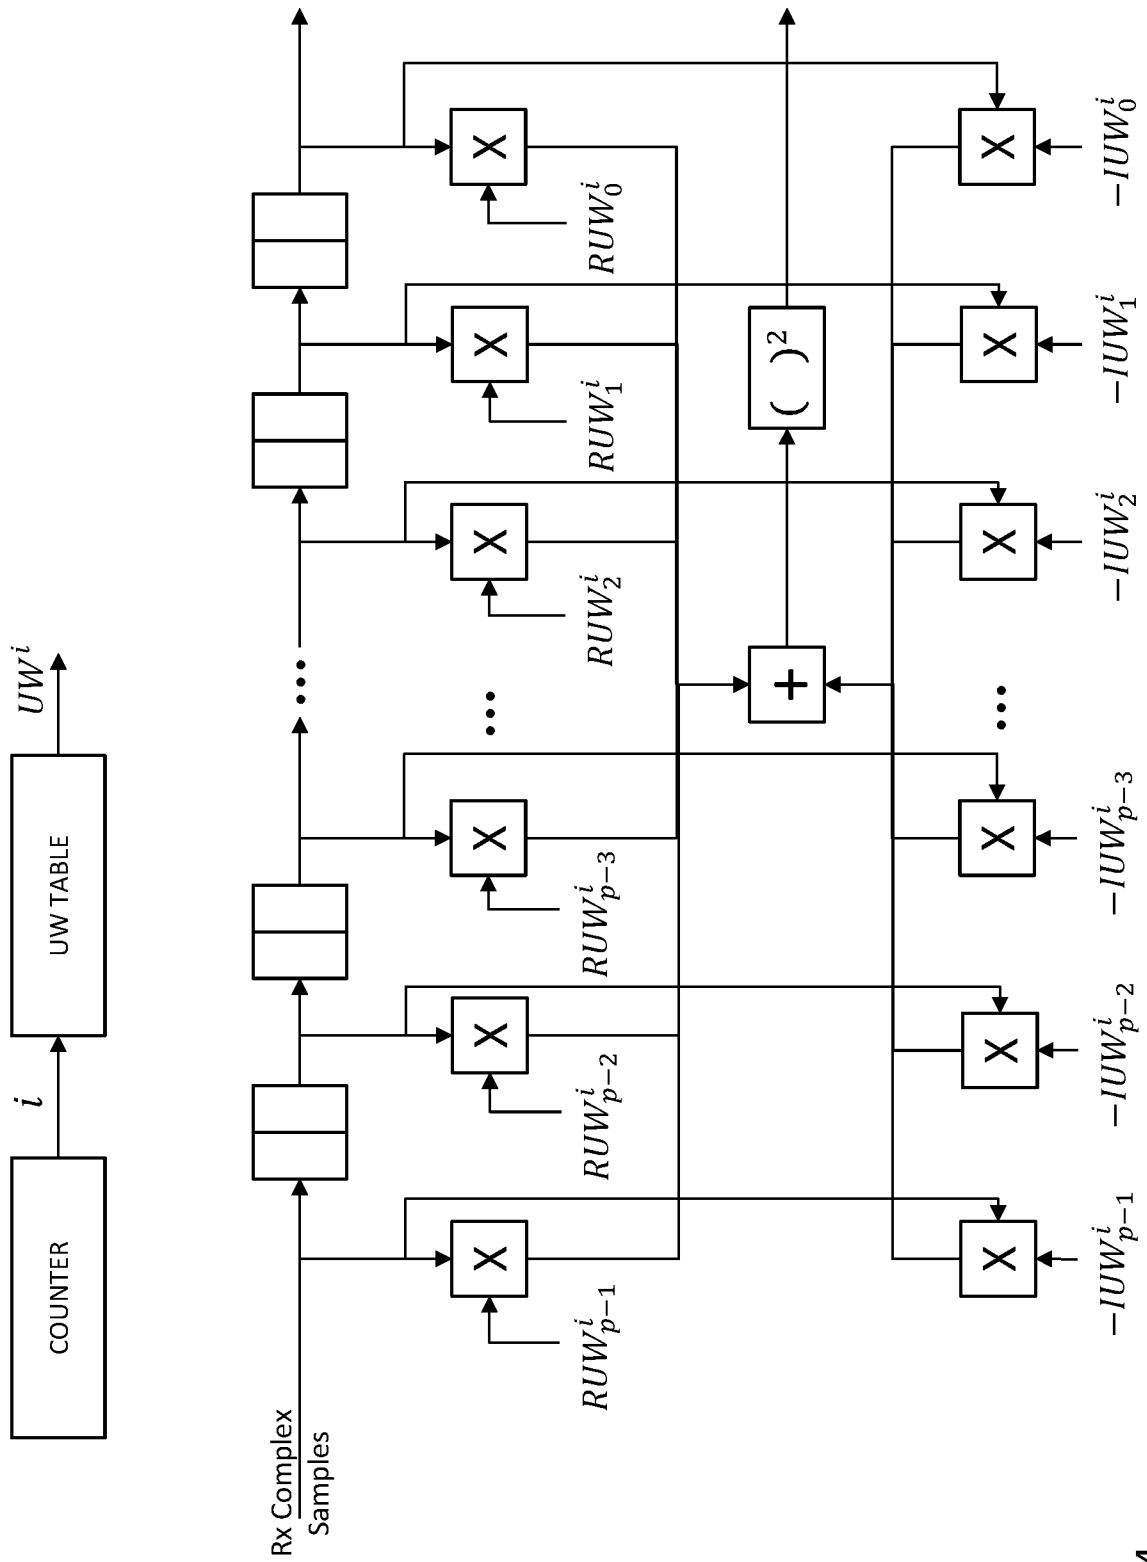 COUNTER
i
UW TABLE
UW^i
Rx Complex
Samples
X
X
X
X
X
X
RUW^i_{p−1}
RUW^i_{p−2}
RUW^i_{p−3}
RUW^i_2
RUW^i_1
RUW^i_0
•••
•••
+
( )^2
X
X
X
•••
X
X
X
−IUW^i_{p−1}
−IUW^i_{p−2}
−IUW^i_{p−3}
−IUW^i_2
−IUW^i_1
−IUW^i_0